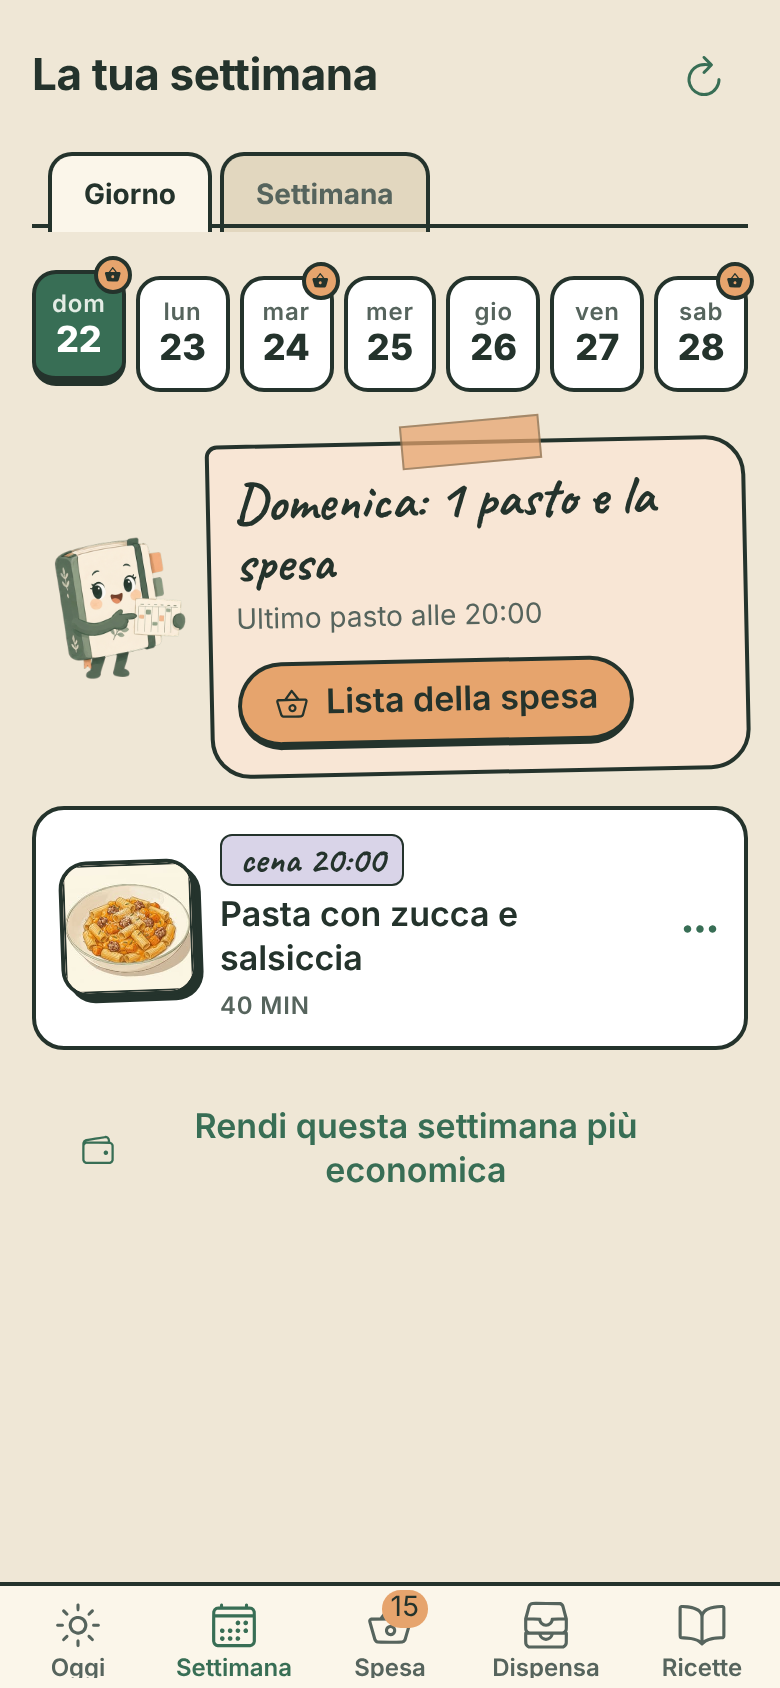 La tua settimana
Giorno
Settimana
dom
22
lun
23
mar
24
mer
25
gio
26
ven
27
sab
28
Domenica: 1 pasto e la
spesa
Ultimo pasto alle 20:00
Lista della spesa
cena 20:00
Pasta con zucca e
salsiccia
40 MIN
Rendi questa settimana più
economica
15
Oggi
Settimana
Spesa
Dispensa
Ricette